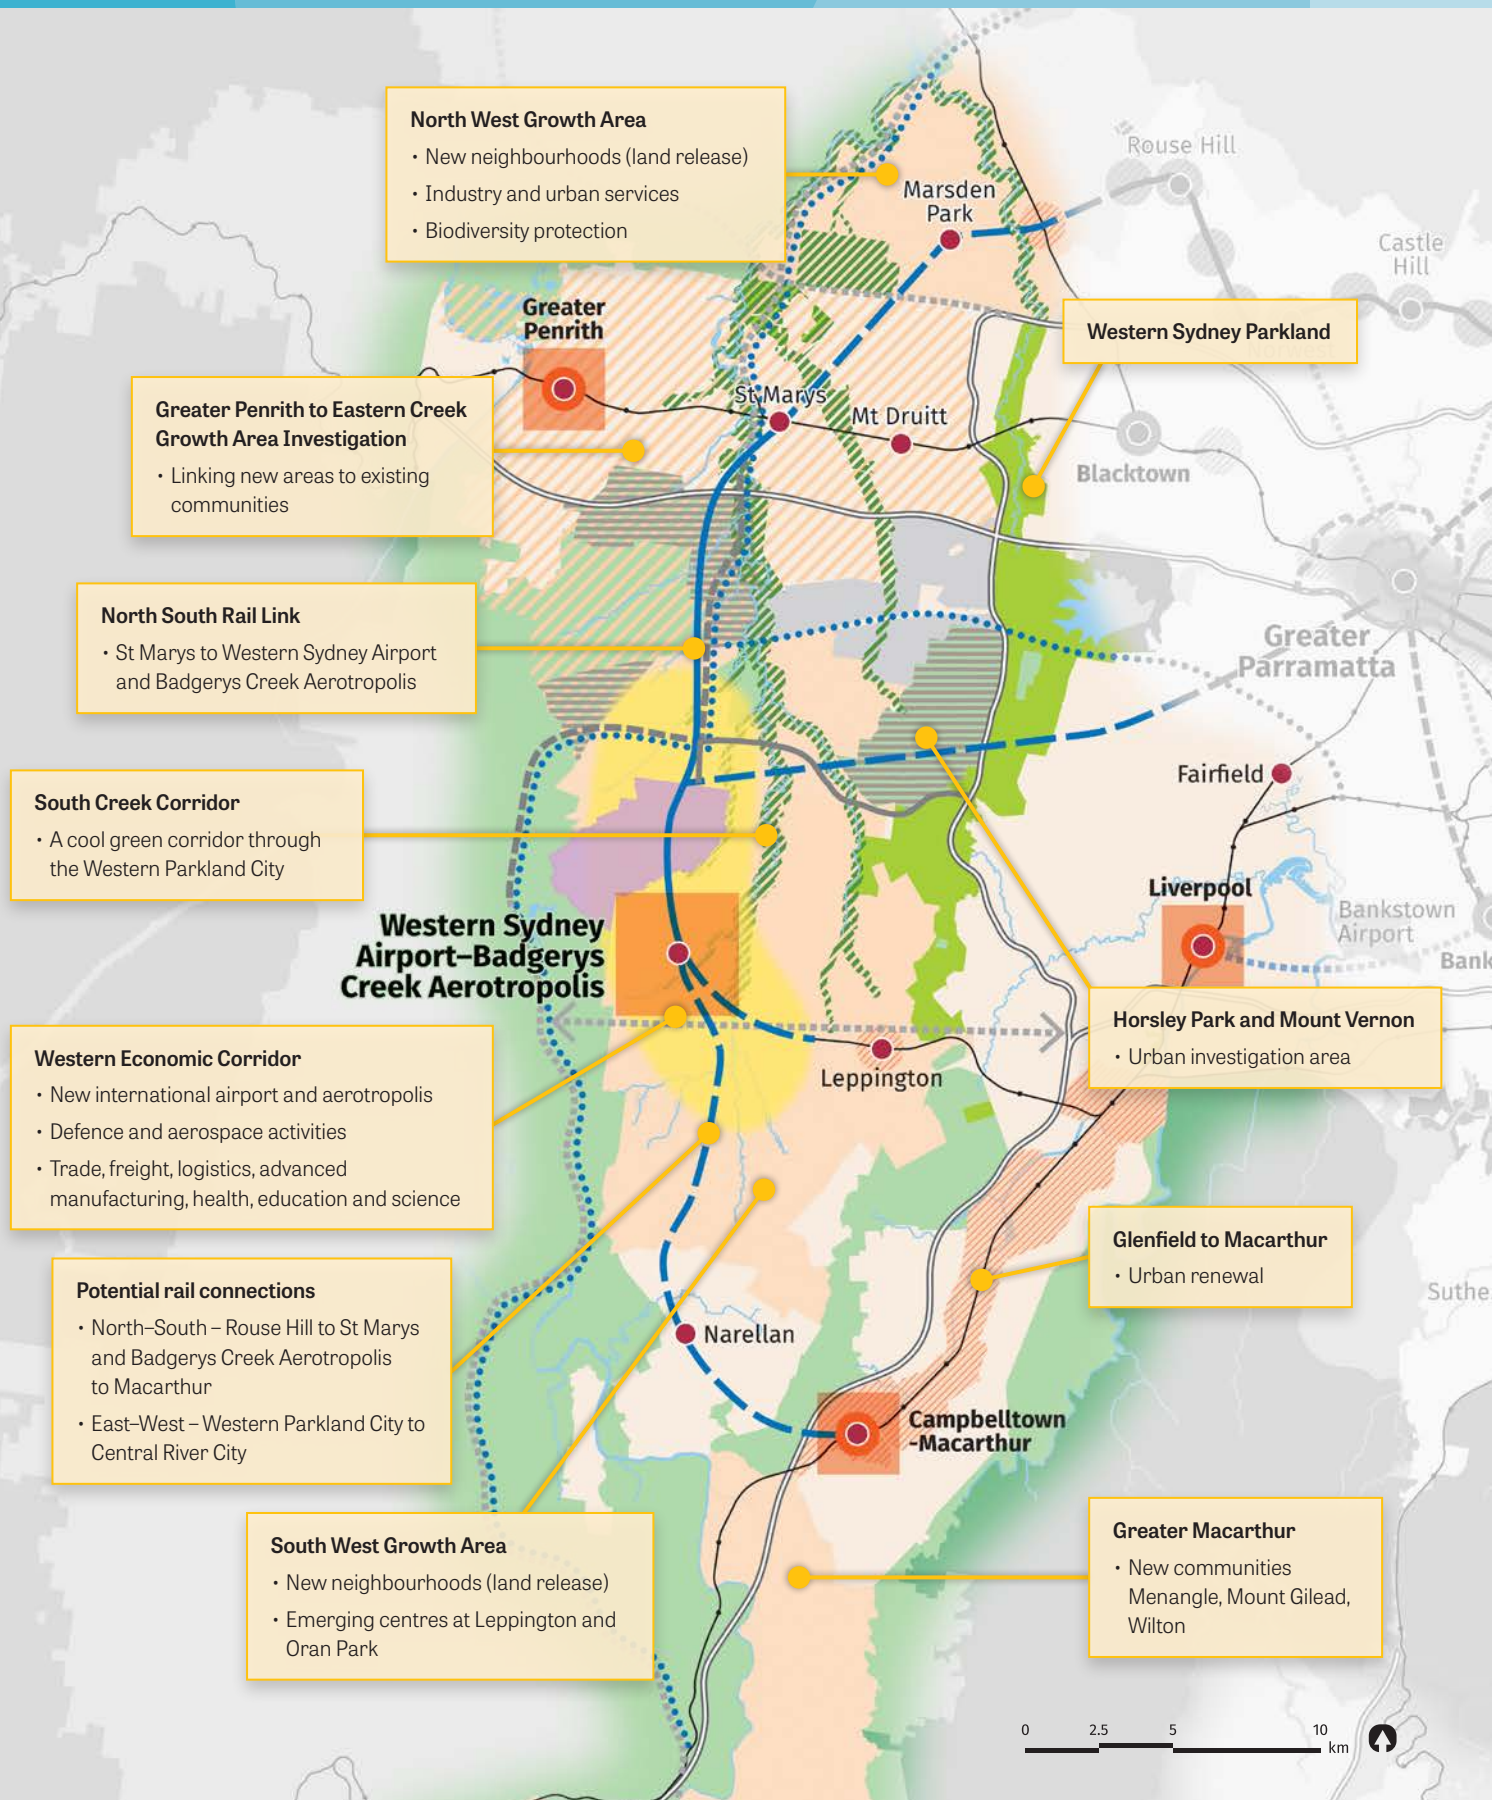 North West Growth Area
• New neighbourhoods (land release)
• Industry and urban services
• Biodiversity protection
Rouse Hill
Marsden
Park
Castle
Hill
Greater
Penrith
Western Sydney Parkland
Norwest
Greater Penrith to Eastern Creek
Growth Area Investigation
• Linking new areas to existing
communities
St Marys
Mt Druitt
Blacktown
North South Rail Link
• St Marys to Western Sydney Airport
and Badgerys Creek Aerotropolis
Greater
Parramatta
Fairfield
South Creek Corridor
• A cool green corridor through
the Western Parkland City
Liverpool
Bankstown
Airport
Bank
Western Sydney
Airport–Badgerys
Creek Aerotropolis
Horsley Park and Mount Vernon
• Urban investigation area
Western Economic Corridor
• New international airport and aerotropolis
• Defence and aerospace activities
• Trade, freight, logistics, advanced
manufacturing, health, education and science
Leppington
Glenfield to Macarthur
• Urban renewal
Suthe
Potential rail connections
• North–South – Rouse Hill to St Marys
and Badgerys Creek Aerotropolis
to Macarthur
• East–West – Western Parkland City to
Central River City
Narellan
Campbelltown
-Macarthur
South West Growth Area
• New neighbourhoods (land release)
• Emerging centres at Leppington and
Oran Park
Greater Macarthur
• New communities
Menangle, Mount Gilead,
Wilton
0 2.5 5 10
km